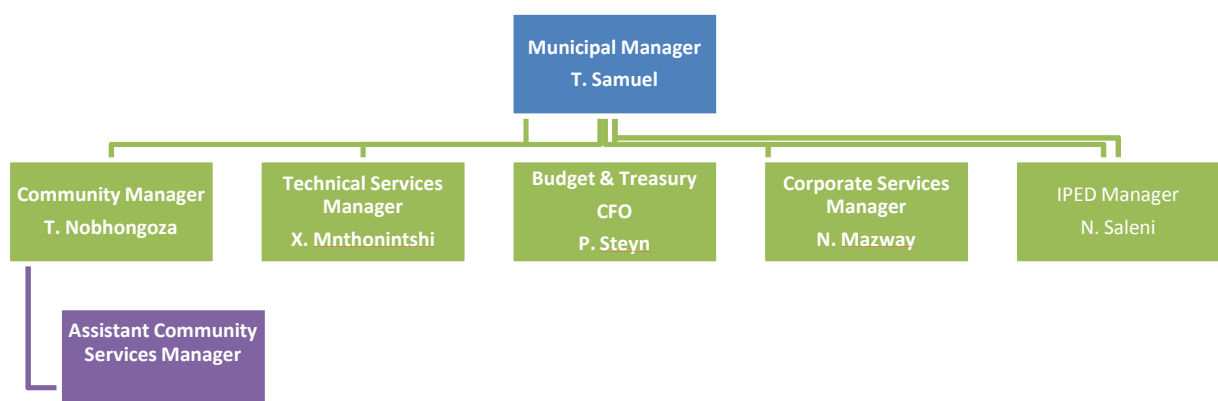 Municipal Manager
T. Samuel
Community Manager
T. Nobhongoza
Technical Services
Manager
X. Mnthonintshi
Budget & Treasury
CFO
P. Steyn
Corporate Services
Manager
N. Mazway
IPED Manager
N. Saleni
Assistant Community
Services Manager